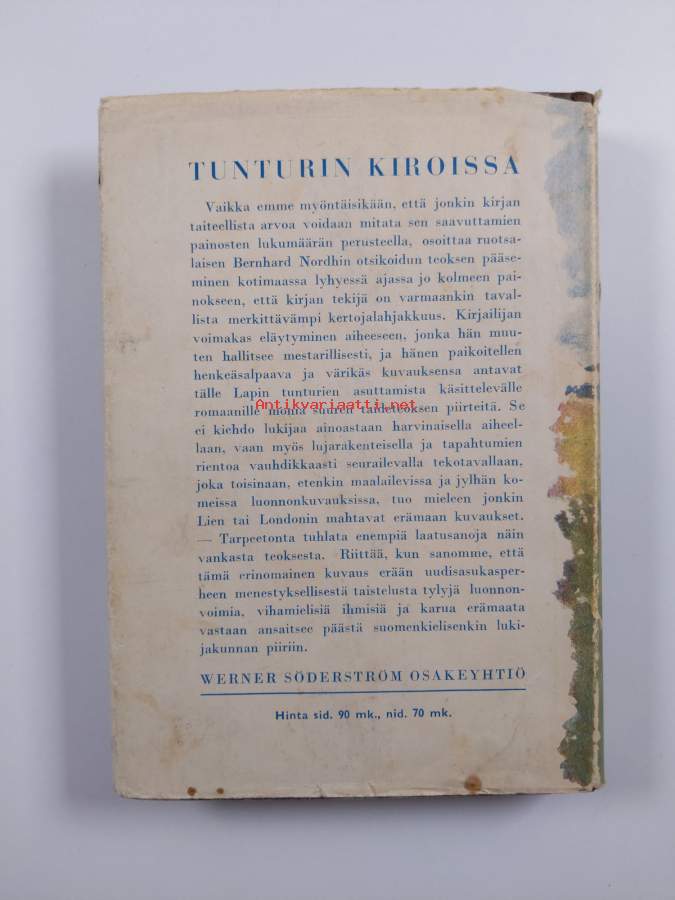 TUNTURIN KIROISSA
Vaikka emme myöntäisikään, että jonkin kirjan
taiteellista arvoa voidaan mitata sen saavuttamien
painosten lukumäärän perusteella, osoittaa ruotsa-
laisen Bernhard Nordhin otsikoidun teoksen pääse-
minen kotimaassa lyhyessä ajassa jo kolmeen pai-
nokseen, että kirjan tekijä on varmaankin taval-
lista merkittävämpi kertojalahjakkuus. Kirjailijan
voimakas eläytyminen aiheeseen, jonka hän muu-
ten hallitsee mestarillisesti, ja hänen paikoitellen
henkeäsalpaava ja värikäs kuvauksensa antavat
tälle Lapin tunturien asuttamista käsittelevälle
Antikvariaatti.net
romaanille monia suuren taideteoksen piirteitä. Se
ei kiehdo lukijaa ainoastaan harvinaisella aiheel-
laan, vaan myös lujarakenteisella ja tapahtumien
rientoa vauhdikkaasti seurailevalla tekotavallaan,
joka toisinaan, etenkin maalailevissa ja jylhän ko-
meissa luonnonkuvauksissa, tuo mieleen jonkin
Lien tai Londonin mahtavat erämaan kuvaukset.
— Tarpeetonta tuhlata enempiä laatusanoja näin
vankasta teoksesta. Riittää, kun sanomme, että
tämä erinomainen kuvaus erään uudisasukasper-
heen menestyksellisestä taistelusta tylyjä luonnon-
voimia, vihamielisiä ihmisiä ja karua erämaata
vastaan ansaitsee päästä suomenkielisenkin luki-
jakunnan piiriin.
WERNER SÖDERSTRÖM OSAKEYHTIÖ
Hinta sid. 90 mk., nid. 70 mk.